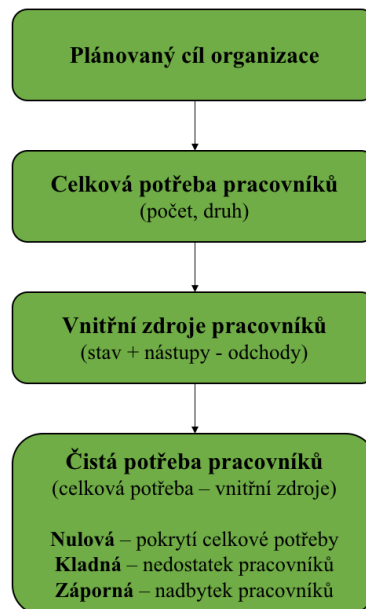 Plánovaný cíl organizace
Celková potřeba pracovníků
(počet, druh)
Vnitřní zdroje pracovníků
(stav + nástupy - odchody)
Čistá potřeba pracovníků
(celková potřeba – vnitřní zdroje)
Nulová – pokrytí celkové potřeby
Kladná – nedostatek pracovníků
Záporná – nadbytek pracovníků